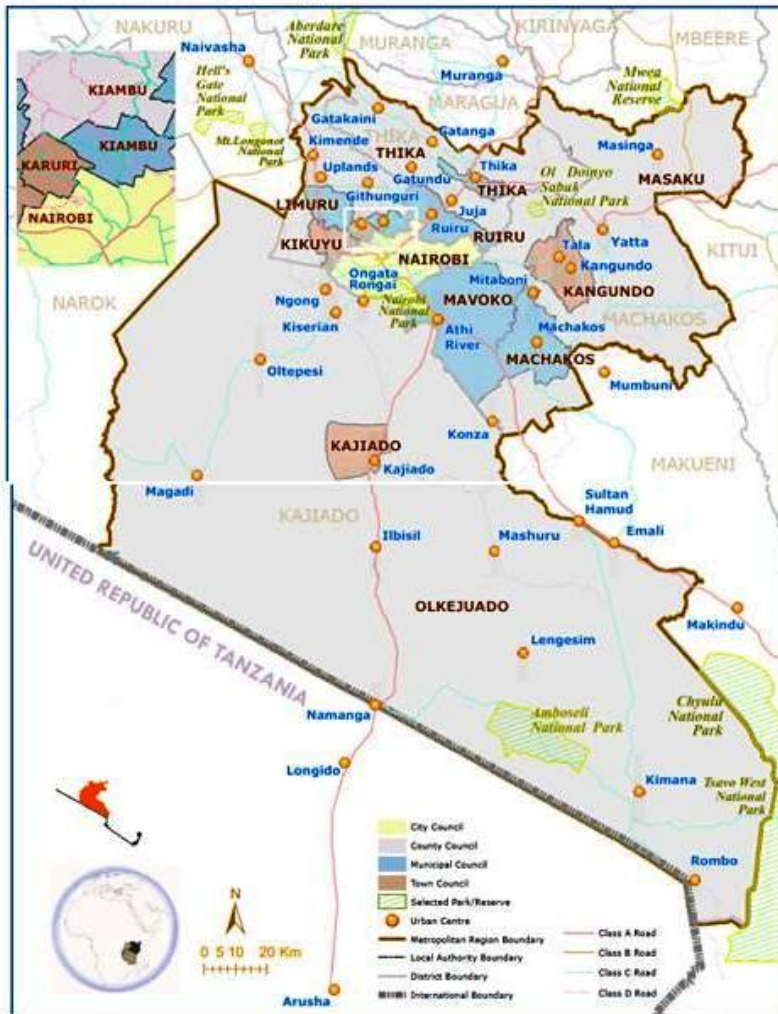 NAKURU
Aberdare
National
Park
MURANGA
KIRINYAGA
MBEERE
Naivasha
Muranga
Hell's
Gate
National
Park
MARAGUA
Mwea
National
Reserve
KIAMBU
KIAMBU
KARURI
NAIROBI
Gatakaini
THIKA
Gatanga
Mt.Longonot
National
Park
Kimende
THIKA
Masinga
MASAKU
Uplands
Gatundu
Thika
THIKA
Ol Doinyo
Sabuk
National Park
Githunguri
LIMURU
Juja
Ruiru
RUIRU
KIKUYU
NAIROBI
Yatta
KITUI
Tala
Kangundo
KANGUNDO
NAROK
Ongata
Rongai
Nairobi
National
Park
Mitaboni
MAVOKO
MACHAKOS
Ngong
Kiserian
Athi
River
Machakos
MACHAKOS
Oltepesi
Mumbuni
Konza
KAJIADO
Kajiado
MAKUENI
Magadi
Sultan
Hamud
KAJIADO
Emali
Ilbisil
Mashuru
UNITED REPUBLIC OF TANZANIA
OLKEJUADO
Makindu
Lengesim
Namanga
Amboseli
National Park
Chyulu
National
Park
Longido
Kimana
Tsavo West
National
Park
Rombo
Arusha
N
0 5 10 20 Km
City Council
County Council
Municipal Council
Town Council
Selected Park/Reserve
Urban Centre
Metropolitan Region Boundary
Local Authority Boundary
District Boundary
International Boundary
Class A Road
Class B Road
Class C Road
Class D Road